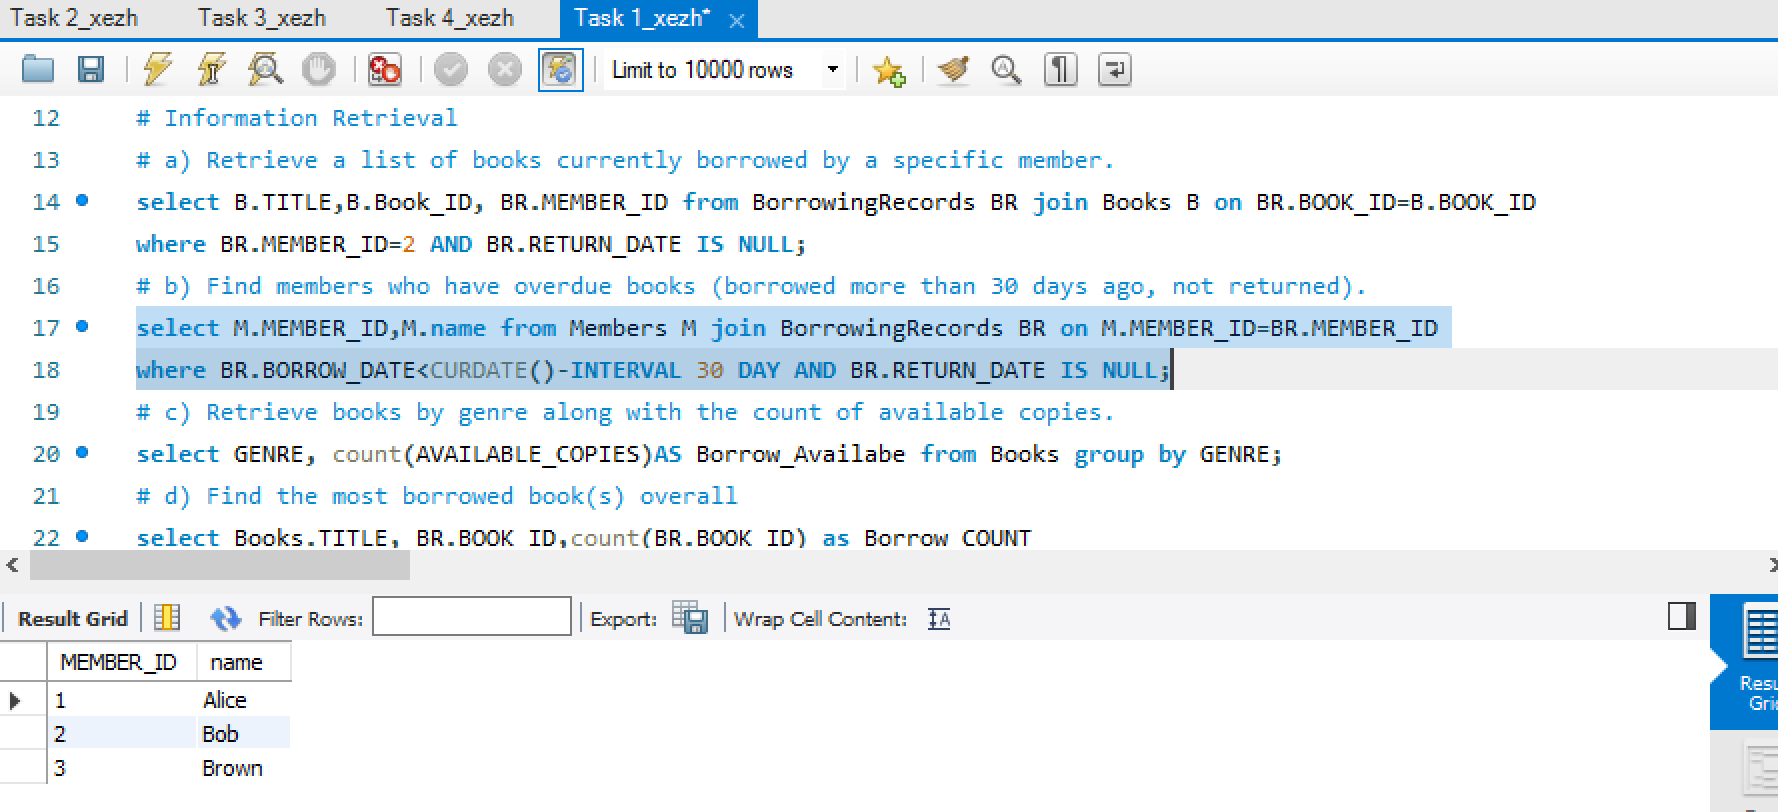 Task 2_xezh Task 3_xezh Task 4_xezh Task 1_xezh*
Limit to 10000 rows
12 # Information Retrieval
13 # a) Retrieve a list of books currently borrowed by a specific member.
14 select B.TITLE,B.Book_ID, BR.MEMBER_ID from BorrowingRecords BR join Books B on BR.BOOK_ID=B.BOOK_ID
15 where BR.MEMBER_ID=2 AND BR.RETURN_DATE IS NULL;
16 # b) Find members who have overdue books (borrowed more than 30 days ago, not returned).
17 select M.MEMBER_ID,M.name from Members M join BorrowingRecords BR on M.MEMBER_ID=BR.MEMBER_ID
18 where BR.BORROW_DATE<CURDATE()-INTERVAL 30 DAY AND BR.RETURN_DATE IS NULL;
19 # c) Retrieve books by genre along with the count of available copies.
20 select GENRE, count(AVAILABLE_COPIES)AS Borrow_Availabe from Books group by GENRE;
21 # d) Find the most borrowed book(s) overall
22 select Books.TITLE, BR.BOOK_ID,count(BR.BOOK_ID) as Borrow_COUNT
Result Grid Filter Rows: Export: Wrap Cell Content:
MEMBER_ID name
1 Alice
2 Bob
3 Brown
Resu
Gri